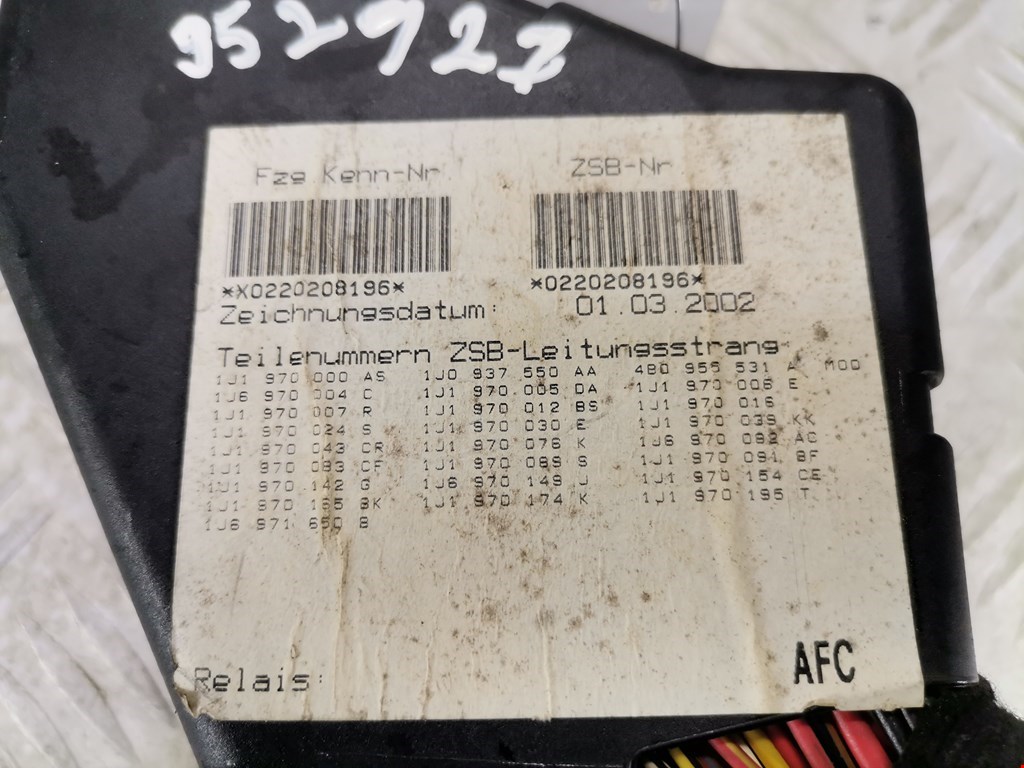 952927
Fzg Kenn-Nr ZSB-Nr
*X0220208196* *0220208196*
Zeichnungsdatum: 01.03.2002
Teilenummern ZSB-Leitungsstrang
1J1 970 000 AS 1J0 937 550 AA 4B0 955 531 A MOD
1J6 970 004 C 1J1 970 005 DA 1J1 970 006 E
1J1 970 007 R 1J1 970 012 BS 1J1 970 016
1J1 970 024 S 1J1 970 030 E 1J1 970 039 KK
1J1 970 043 CR 1J1 970 076 K 1J6 970 082 AC
1J1 970 083 CF 1J1 970 089 S 1J1 970 091 BF
1J1 970 142 G 1J6 970 149 J 1J1 970 154 CE
1J1 970 165 BK 1J1 970 174 K 1J1 970 195 T
1J6 971 650 B
Relais: AFC